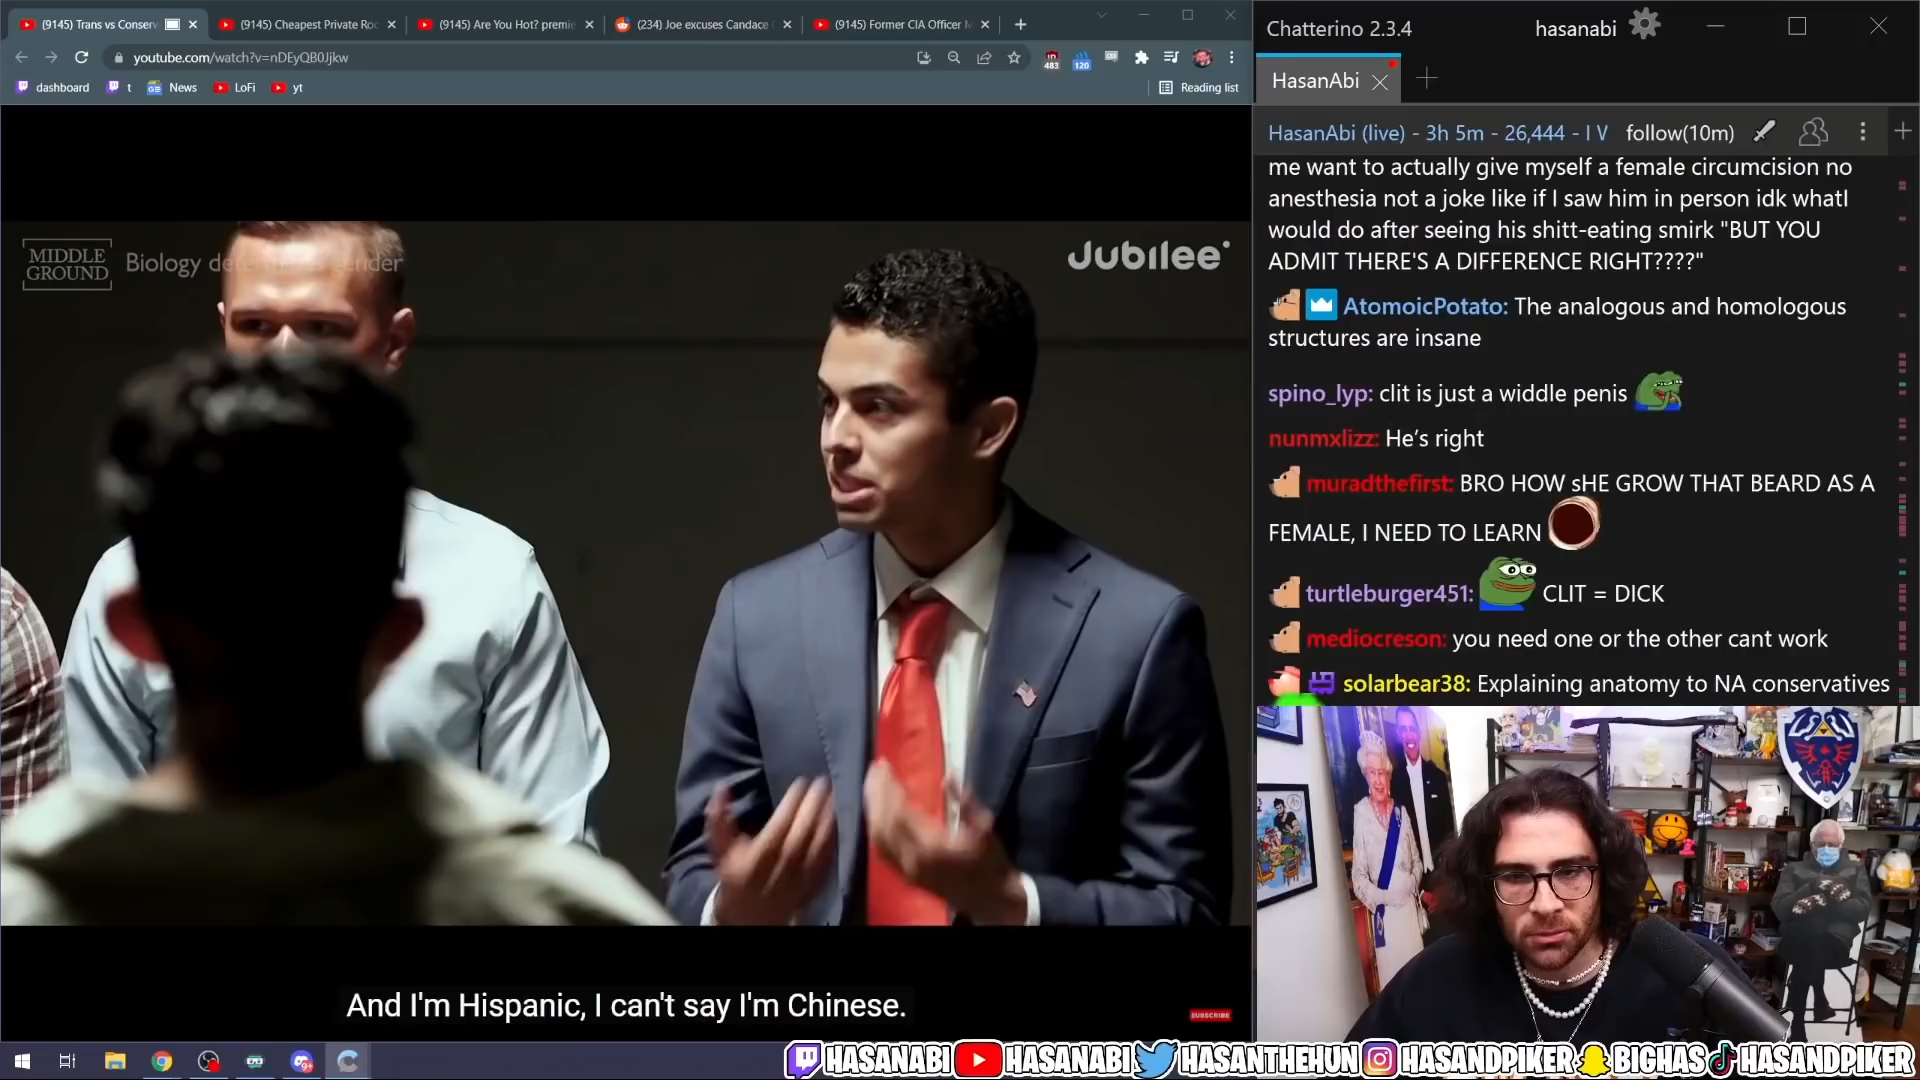 (9145) Trans vs Conserv
(9145) Cheapest Private Roc
(9145) Are You Hot? premie
(234) Joe excuses Candace
(9145) Former CIA Officer
youtube.com/watch?v=nDEyQB0Jjkw
483
120
dashboard
t
News
LoFi
yt
Reading list
MIDDLE
GROUND
Biology determines gender
Jubilee
And I'm Hispanic, I can't say I'm Chinese.
SUBSCRIBE
Chatterino 2.3.4
hasanabi
HasanAbi
HasanAbi (live) - 3h 5m - 26,444 - I V
follow(10m)
me want to actually give myself a female circumcision no
anesthesia not a joke like if I saw him in person idk whatI
would do after seeing his shitt-eating smirk "BUT YOU
ADMIT THERE'S A DIFFERENCE RIGHT????"
AtomoicPotato: The analogous and homologous
structures are insane
spino_lyp: clit is just a widdle penis
nunmxlizz: He’s right
muradthefirst: BRO HOW sHE GROW THAT BEARD AS A
FEMALE, I NEED TO LEARN
turtleburger451: CLIT = DICK
mediocreson: you need one or the other cant work
solarbear38: Explaining anatomy to NA conservatives
HASANABI
HASANABI
HASANTHEHUN
HASANDPIKER
BIGHAS
HASANDPIKER